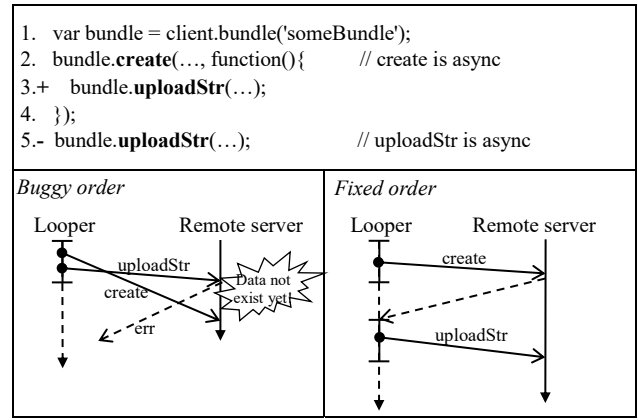 1. var bundle = client.bundle('someBundle');
2. bundle.create(…, function(){ // create is async
3.+ bundle.uploadStr(…);
4. });
5.- bundle.uploadStr(…); // uploadStr is async
Buggy order
Looper Remote server
uploadStr
create
Data not
exist yet!
err
Fixed order
Looper Remote server
create
uploadStr